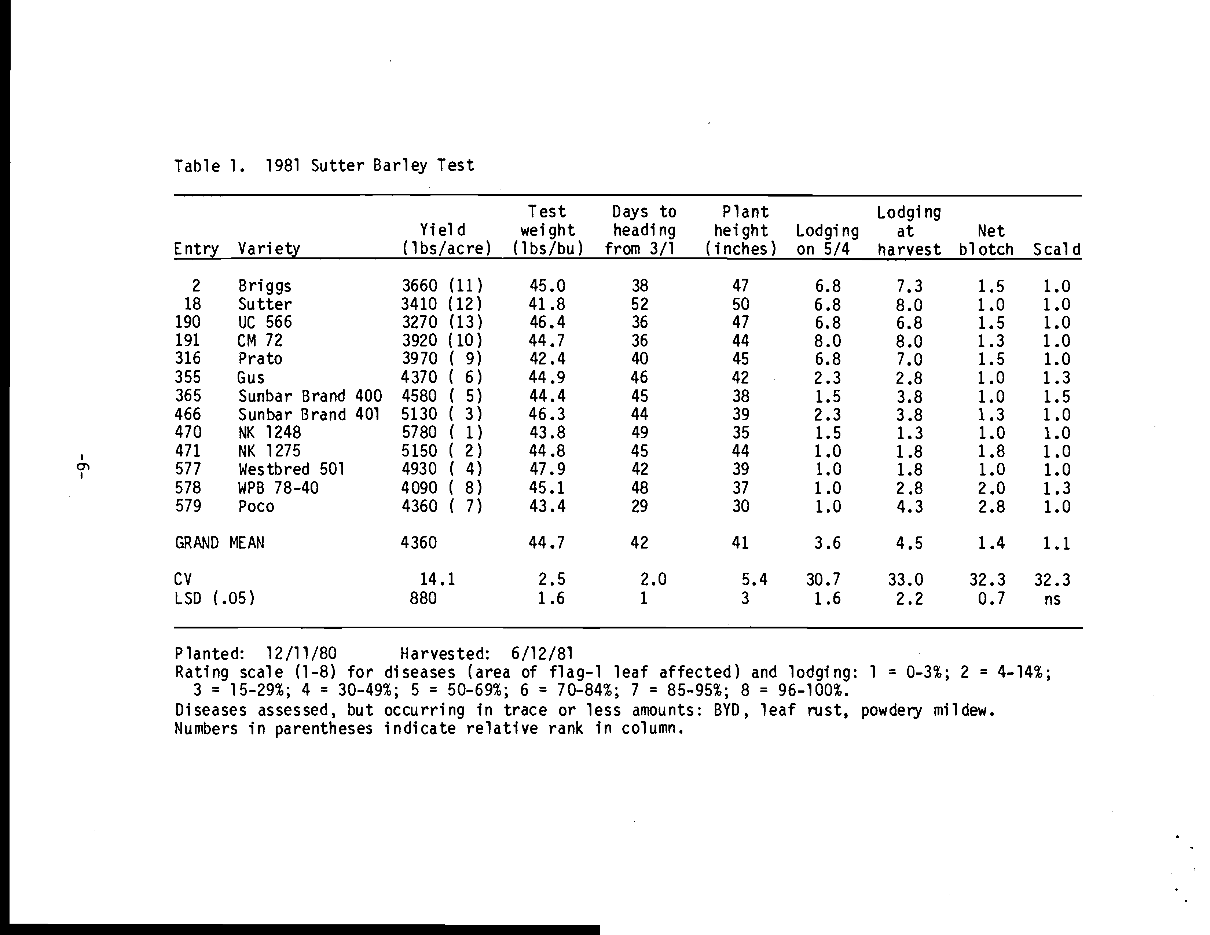 Table 1. 1981 Sutter Barley Test
Test Days to Plant Lodging
Yield weight heading height Lodging at Net
Entry Variety (lbs/acre) (lbs/bu) from 3/1 (inches) on 5/4 harvest blotch Scald
2 Briggs 3660 (11) 45.0 38 47 6.8 7.3 1.5 1.0
18 Sutter 3410 (12) 41.8 52 50 6.8 8.0 1.0 1.0
190 UC 566 3270 (13) 46.4 36 47 6.8 6.8 1.5 1.0
191 CM 72 3920 (10) 44.7 36 44 8.0 8.0 1.3 1.0
316 Prato 3970 ( 9) 42.4 40 45 6.8 7.0 1.5 1.0
355 Gus 4370 ( 6) 44.9 46 42 2.3 2.8 1.0 1.3
365 Sunbar Brand 400 4580 ( 5) 44.4 45 38 1.5 3.8 1.0 1.5
466 Sunbar Brand 401 5130 ( 3) 46.3 44 39 2.3 3.8 1.3 1.0
470 NK 1248 5780 ( 1) 43.8 49 35 1.5 1.3 1.0 1.0
471 NK 1275 5150 ( 2) 44.8 45 44 1.0 1.8 1.8 1.0
577 Westbred 501 4930 ( 4) 47.9 42 39 1.0 1.8 1.0 1.0
578 WPB 78-40 4090 ( 8) 45.1 48 37 1.0 2.8 2.0 1.3
579 Poco 4360 ( 7) 43.4 29 30 1.0 4.3 2.8 1.0
GRAND MEAN 4360 44.7 42 41 3.6 4.5 1.4 1.1
CV 14.1 2.5 2.0 5.4 30.7 33.0 32.3 32.3
LSD (.05) 880 1.6 1 3 1.6 2.2 0.7 ns
Planted: 12/11/80 Harvested: 6/12/81
Rating scale (1-8) for diseases (area of flag-1 leaf affected) and lodging: 1 = 0-3%; 2 = 4-14%;
3 = 15-29%; 4 = 30-49%; 5 = 50-69%; 6 = 70-84%; 7 = 85-95%; 8 = 96-100%.
Diseases assessed, but occurring in trace or less amounts: BYD, leaf rust, powdery mildew.
Numbers in parentheses indicate relative rank in column.
-6-